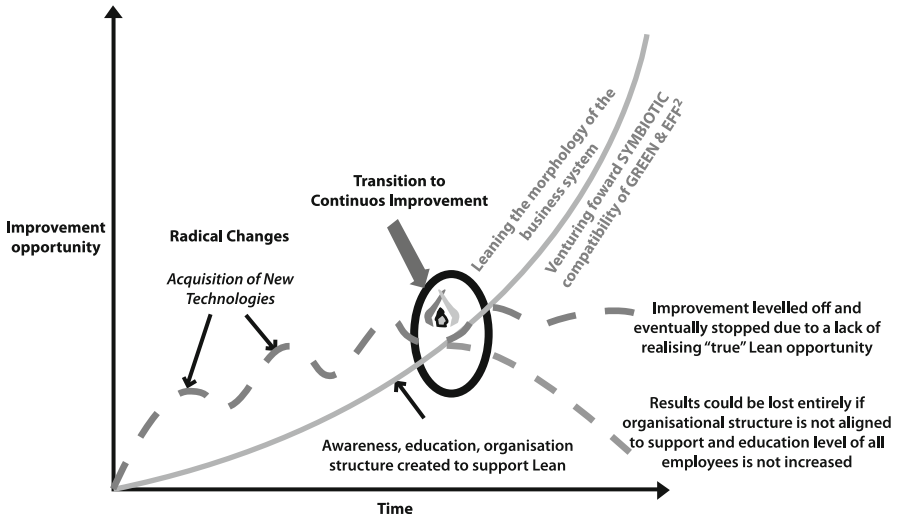 Improvement
opportunity
Radical Changes
Acquisition of New
Technologies
Transition to
Continuos Improvement
Leaning the morphology of the
business system
Venturing foward SYMBIOTIC
compatibility of GREEN & EFF²
Improvement levelled off and
eventually stopped due to a lack of
realising “true” Lean opportunity
Results could be lost entirely if
organisational structure is not aligned
to support and education level of all
employees is not increased
Awareness, education, organisation
structure created to support Lean
Time